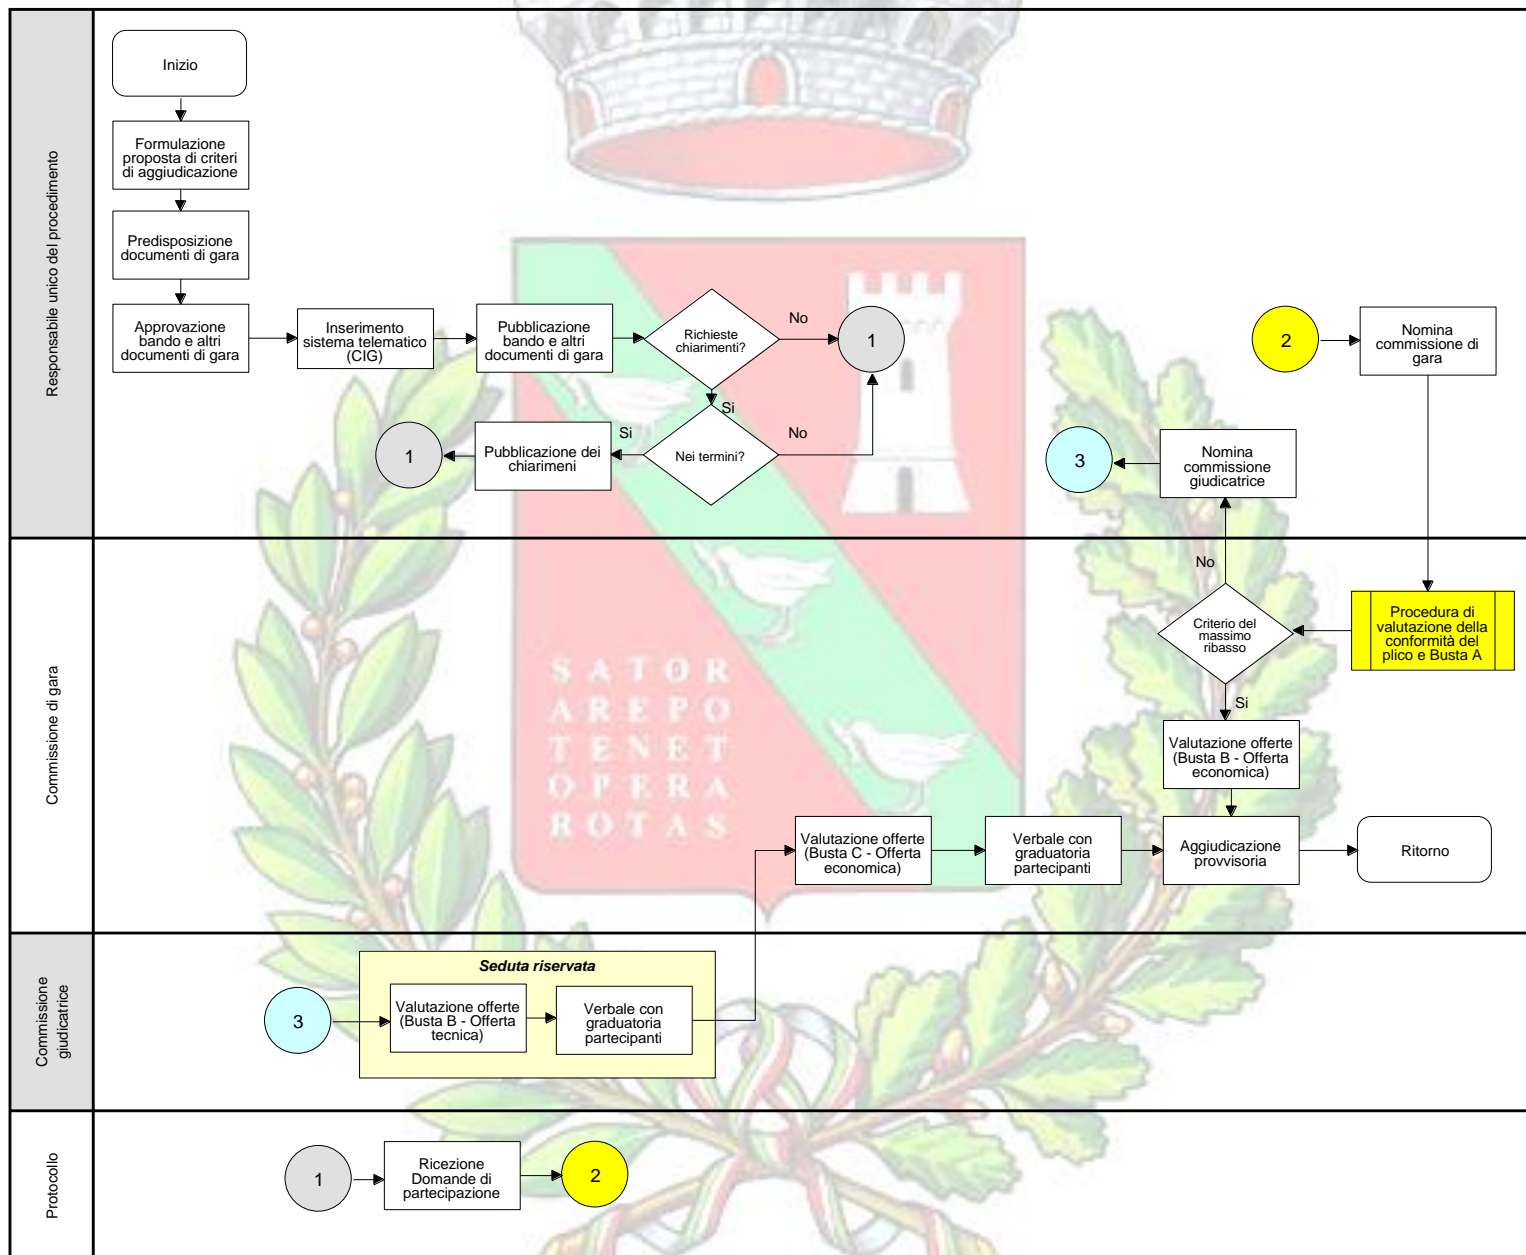 Responsabile unico del procedimento
Inizio
Formulazione
proposta di criteri
di aggiudicazione
Predisposizione
documenti di gara
Approvazione
bando e altri
documenti di gara
Inserimento
sistema telematico
(CIG)
Pubblicazione
bando e altri
documenti di gara
Richieste
chiarimenti?
No
1
Si
Nei termini?
No
Si
Pubblicazione dei
chiarimeni
1
2
Nomina
commissione di
gara
Nomina
commissione
giudicatrice
3
Commissione di gara
No
Criterio del
massimo
ribasso
Procedura di
valutazione della
conformità del
plico e Busta A
Si
Valutazione offerte
(Busta B - Offerta
economica)
SATOR
AREPO
TENET
OPERA
ROTAS
Valutazione offerte
(Busta C - Offerta
economica)
Verbale con
graduatoria
partecipanti
Aggiudicazione
provvisoria
Ritorno
Commissione
giudicatrice
Seduta riservata
3
Valutazione offerte
(Busta B - Offerta
tecnica)
Verbale con
graduatoria
partecipanti
Protocollo
1
Ricezione
Domande di
partecipazione
2